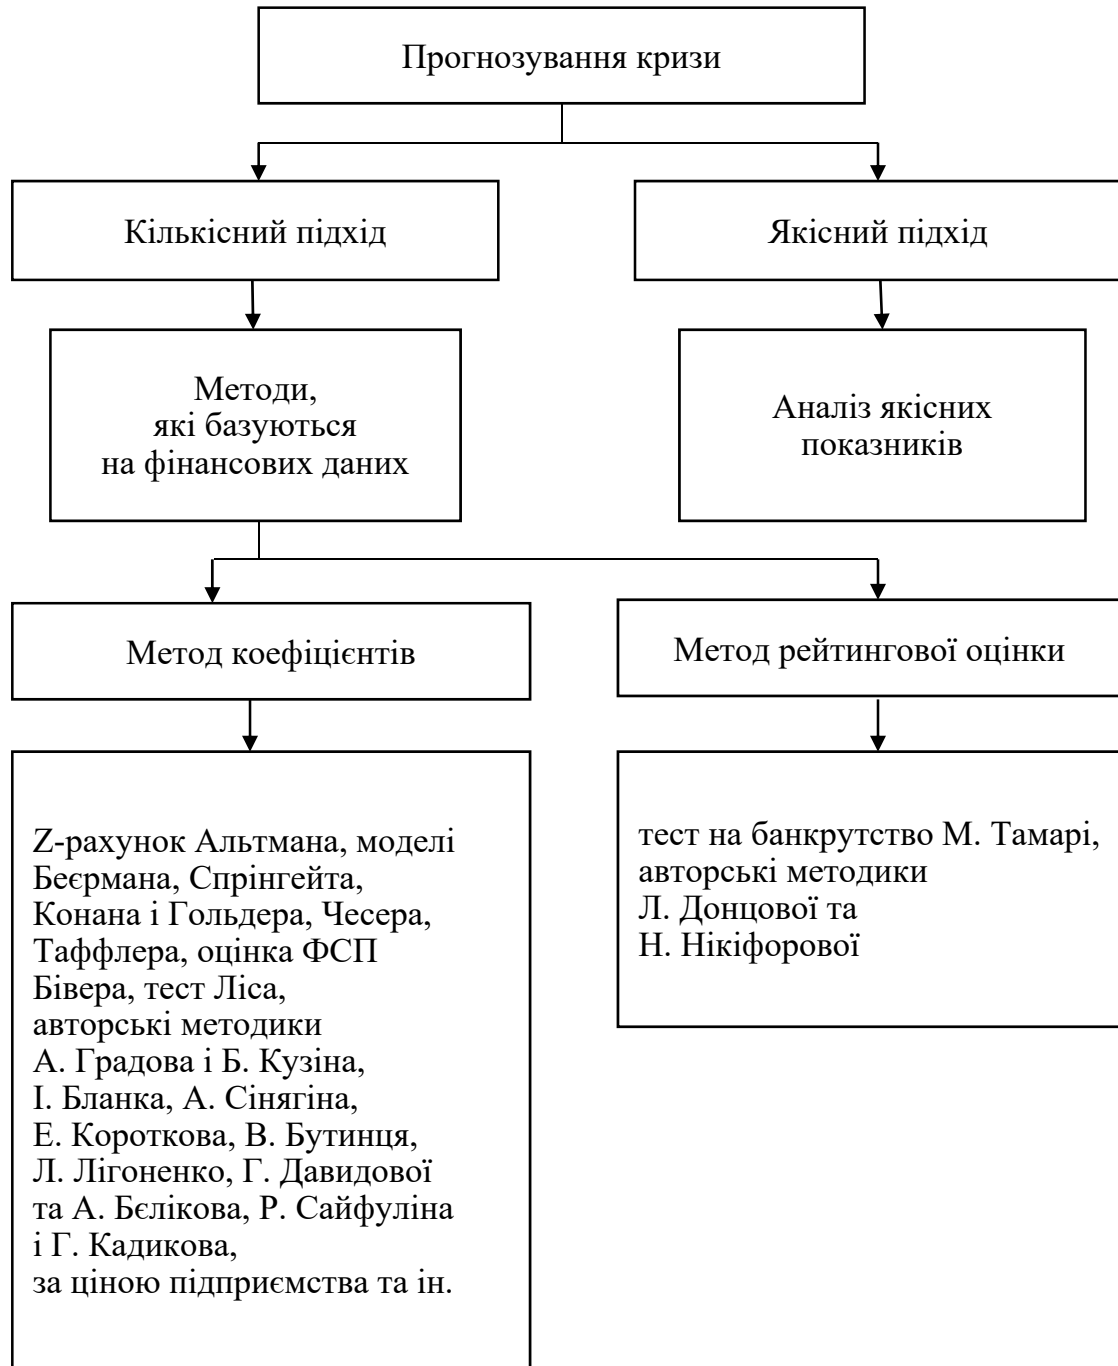 Прогнозування кризи
Кількісний підхід
Якісний підхід
Методи,
які базуються
на фінансових даних
Аналіз якісних
показників
Метод коефіцієнтів
Метод рейтингової оцінки
Z-рахунок Альтмана, моделі
Беєрмана, Спрінгейта,
Конана і Гольдера, Чесера,
Таффлера, оцінка ФСП
Бівера, тест Ліса,
авторські методики
А. Градова і Б. Кузіна,
І. Бланка, А. Сінягіна,
Е. Короткова, В. Бутинця,
Л. Лігоненко, Г. Давидової
та А. Бєлікова, Р. Сайфуліна
і Г. Кадикова,
за ціною підприємства та ін.
тест на банкрутство М. Тамарі,
авторські методики
Л. Донцової та
Н. Нікіфорової